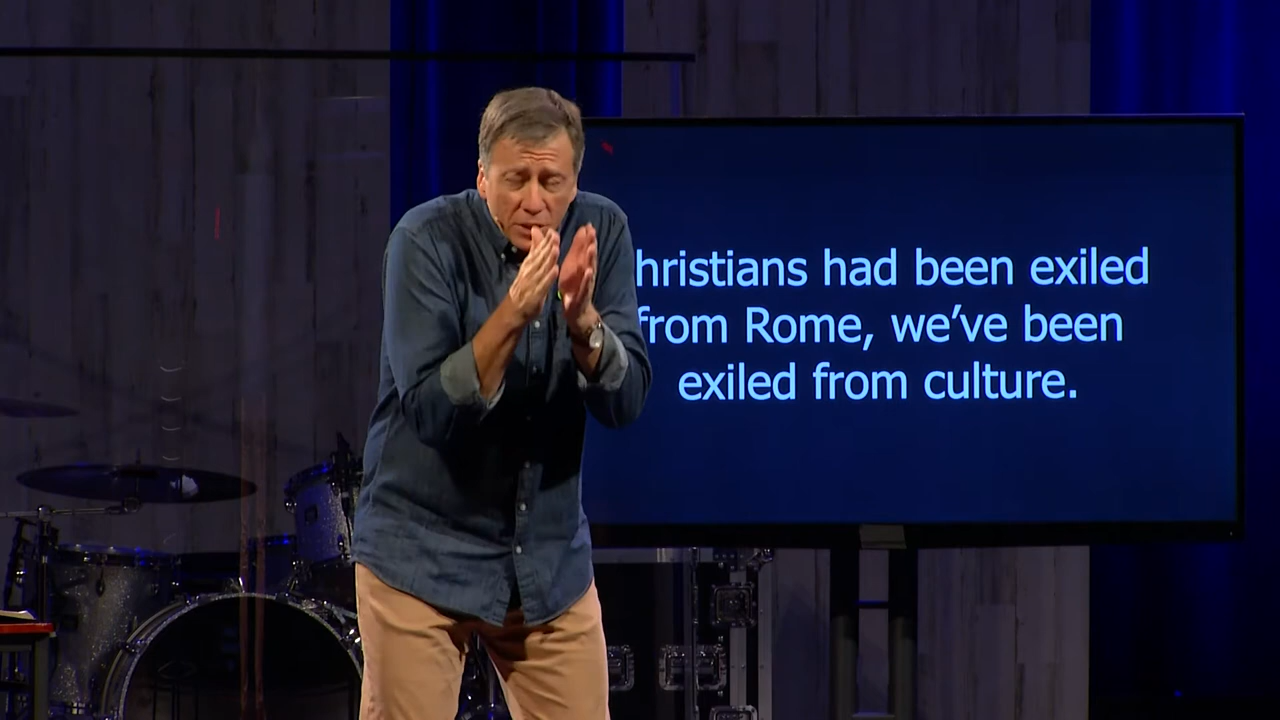 hristians had been exiled
from Rome, we've been
exiled from culture.